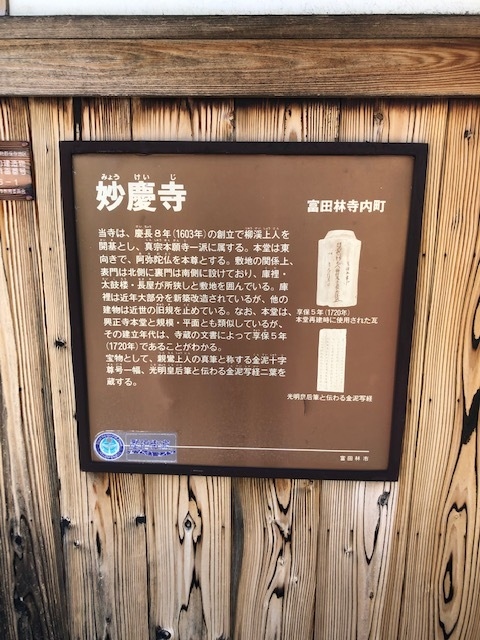 みょう けい じ
妙慶寺
富田林寺内町
当寺は、慶長8年(1603年)の創立で柳渓上人を
開基とし、真宗本願寺一派に属する。本堂は東
向きで、阿弥陀仏を本尊とする。敷地の関係上、
表門は北側に裏門は南側に設けており、庫裡・
太鼓楼・長屋が所狭しと敷地を囲んでいる。庫
裡は近年大部分を新築改造されているが、他の
建物は近世の旧規を止めている。なお、本堂は、
興正寺本堂と規模・平面とも類似しているが、
その建立年代は、寺蔵の文書によって享保5年
(1720年)であることがわかる。
宝物として、親鸞上人の真筆と称する金泥十字
尊号一幅、光明皇后筆と伝わる金泥写経二葉を
蔵する。
享保5年(1720年)
本堂再建時に使用された瓦
光明皇后筆と伝わる金泥写経
富田林市